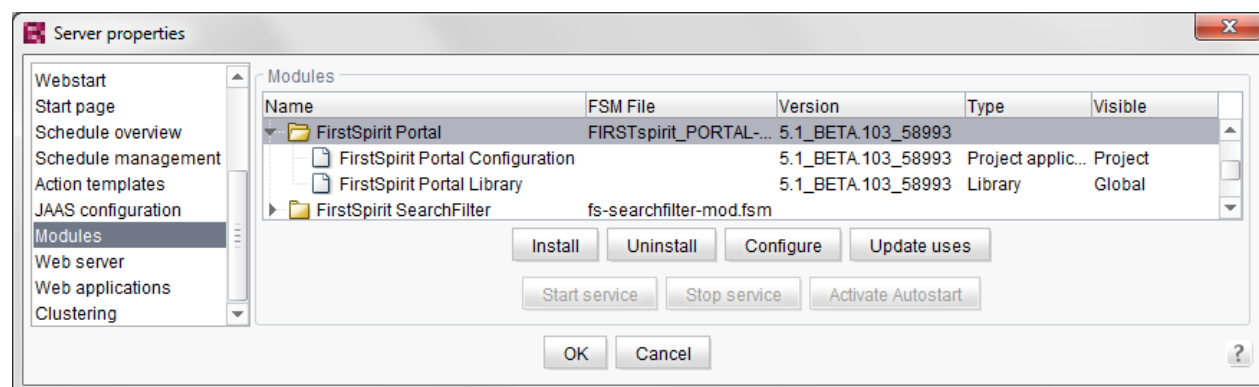 Server properties
Webstart
Start page
Schedule overview
Schedule management
Action templates
JAAS configuration
Modules
Web server
Web applications
Clustering
Modules
Name FSM File Version Type Visible
FirstSpirit Portal FIRSTspirit_PORTAL-... 5.1_BETA.103_58993
FirstSpirit Portal Configuration 5.1_BETA.103_58993 Project applic... Project
FirstSpirit Portal Library 5.1_BETA.103_58993 Library Global
FirstSpirit SearchFilter fs-searchfilter-mod.fsm
Install Uninstall Configure Update uses
Start service Stop service Activate Autostart
OK Cancel ?